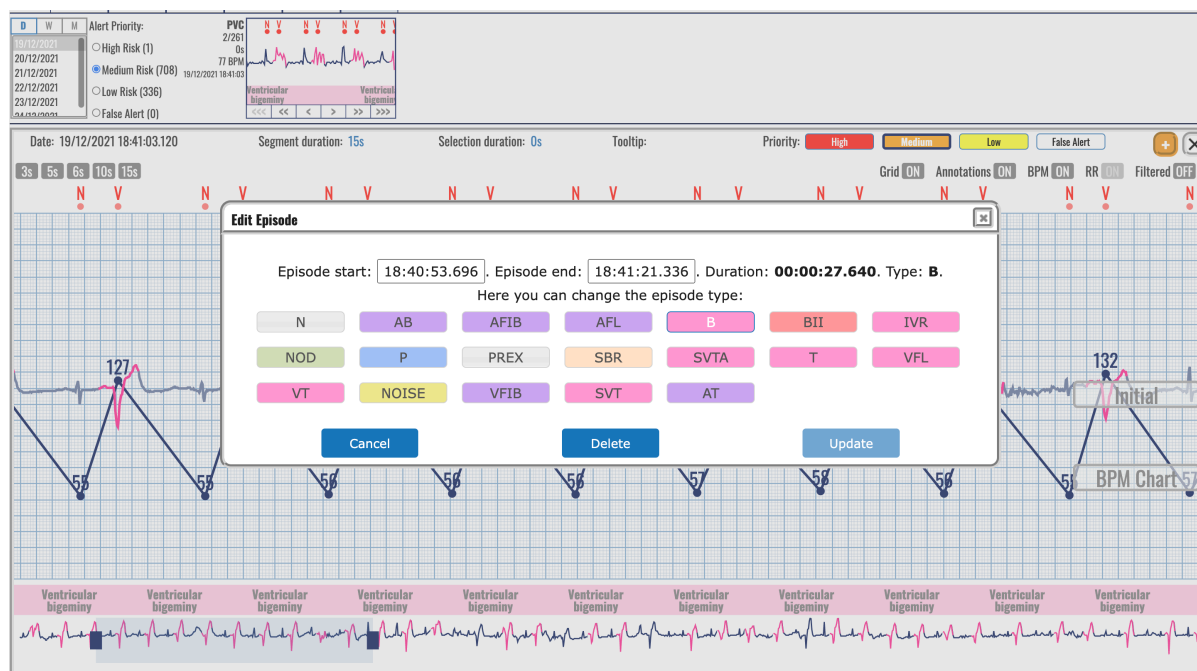 D W M Alert Priority: PVC
19/12/2021
20/12/2021
21/12/2021
22/12/2021
23/12/2021
24/12/2021
High Risk (1)
Medium Risk (708)
Low Risk (336)
False Alert (0)
2/261
0s
77 BPM
19/12/2021 18:41:03
N V N V N V N V
Ventricular bigeminy Ventricular bigeminy
<<< << < > >> >>>
Date: 19/12/2021 18:41:03.120 Segment duration: 15s Selection duration: 0s Tooltip: Priority: High Medium Low False Alert + X
3s 5s 6s 10s 15s Grid ON Annotations ON BPM ON RR ON Filtered OFF
N V N V N V N V N V N V N V N V N V N
Edit Episode x
Episode start: 18:40:53.696 . Episode end: 18:41:21.336 . Duration: 00:00:27.640. Type: B.
Here you can change the episode type:
N AB AFIB AFL B BII IVR
NOD P PREX SBR SVTA T VFL
VT NOISE VFIB SVT AT
Cancel Delete Update
127 132
Initial
55 55 56 56 56 57 56 56 57
BPM Chart
Ventricular Ventricular Ventricular Ventricular Ventricular Ventricular Ventricular Ventricular Ventricular Ventricular Ventricular
bigeminy bigeminy bigeminy bigeminy bigeminy bigeminy bigeminy bigeminy bigeminy bigeminy bigeminy